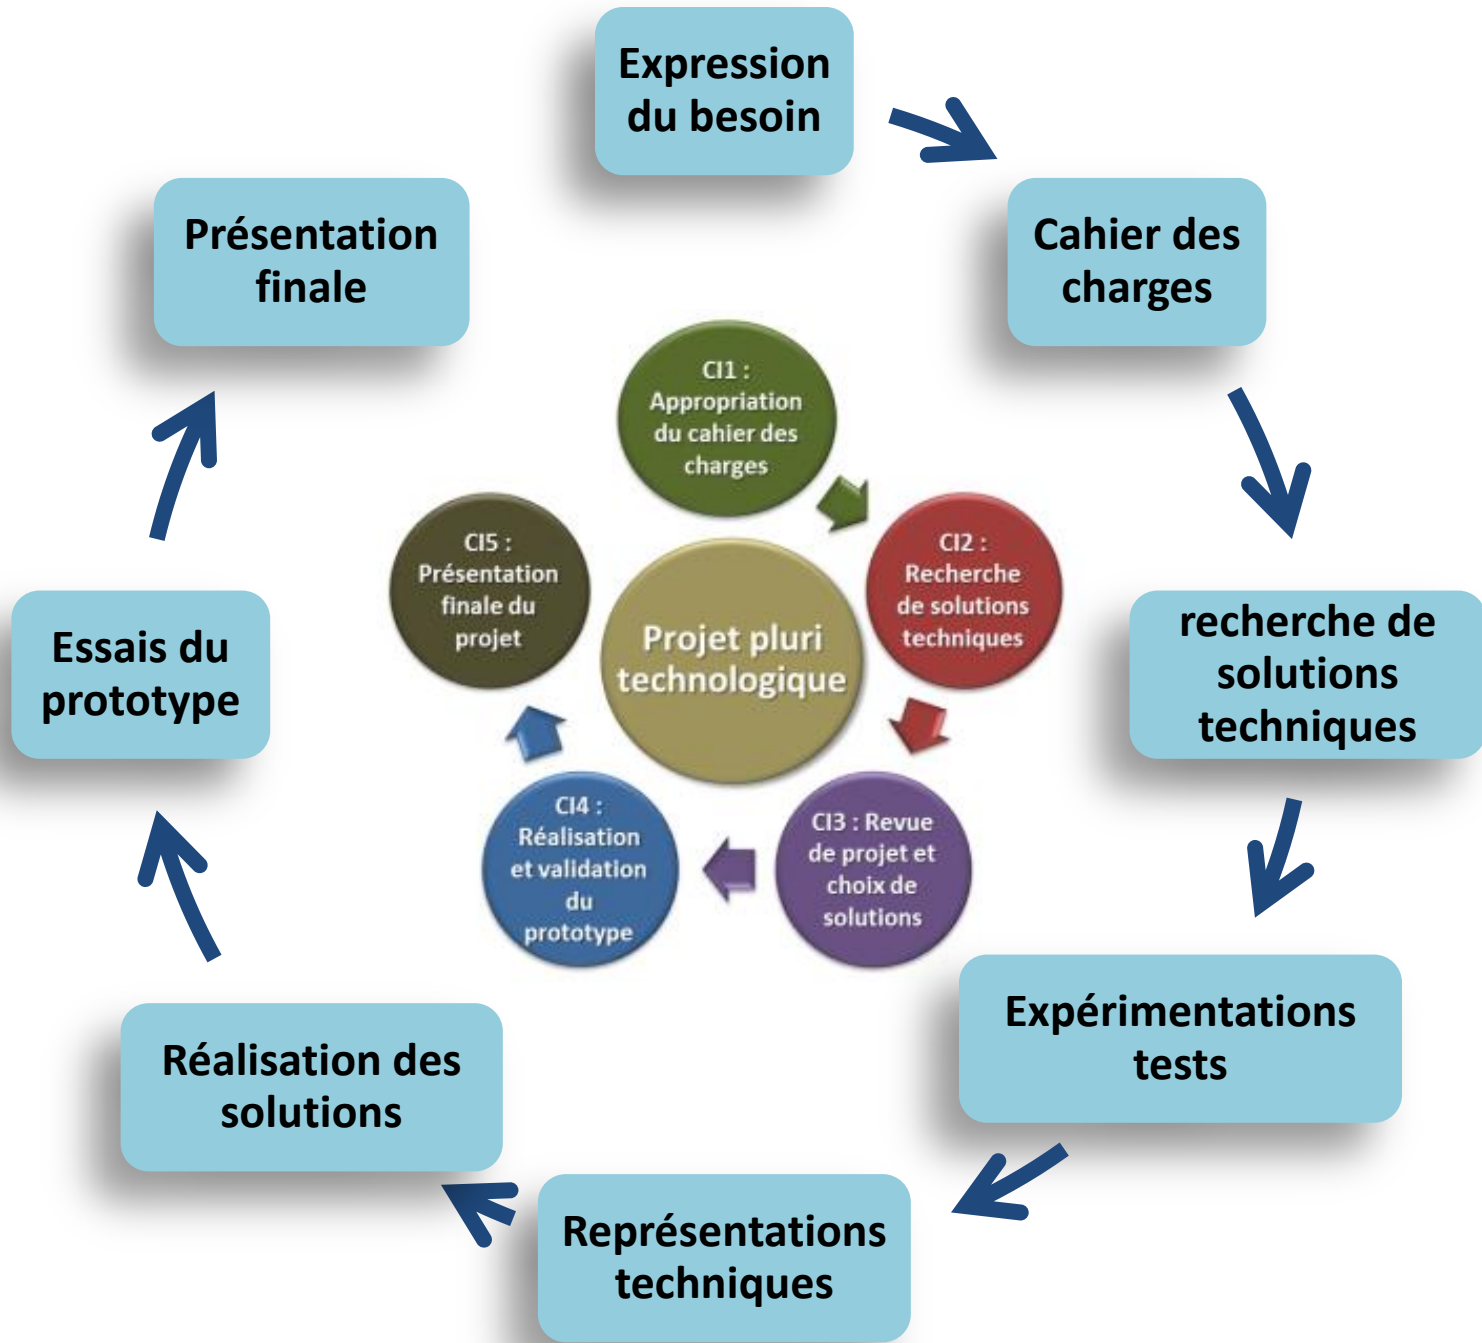 Expression
du besoin
Cahier des
charges
recherche de
solutions
techniques
Expérimentations
tests
Représentations
techniques
Réalisation des
solutions
Essais du
prototype
Présentation
finale
CI1 :
Appropriation
du cahier des
charges
CI2 :
Recherche
de solutions
techniques
CI3 : Revue
de projet et
choix de
solutions
CI4 :
Réalisation
et validation
du
prototype
CI5 :
Présentation
finale du
projet
Projet pluri
technologique